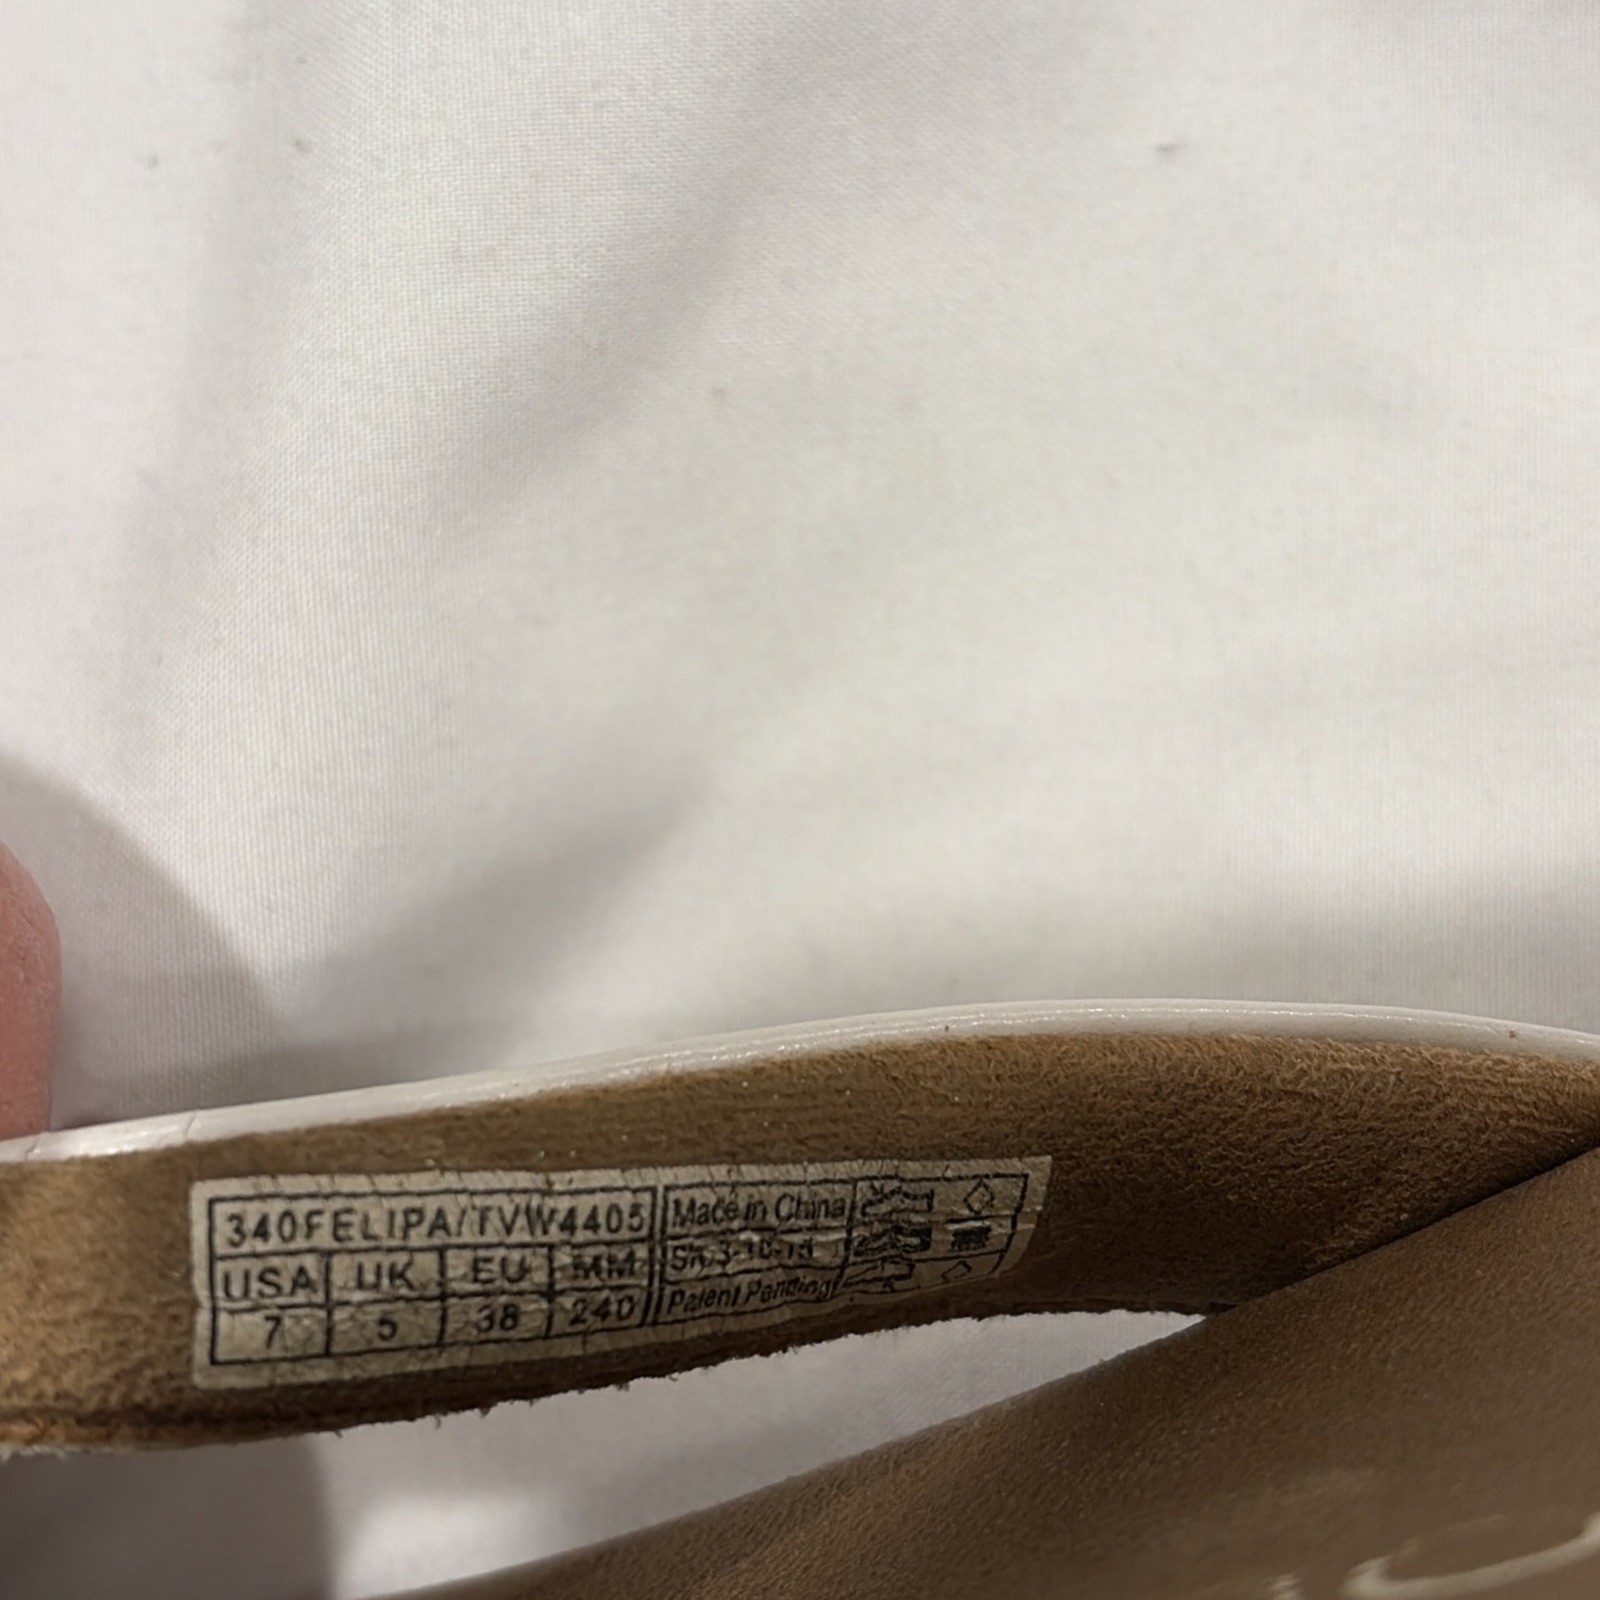 340FELIPA/TVW4405
USA UK EU MM
7 5 38 240
Made in China
Patent Pending